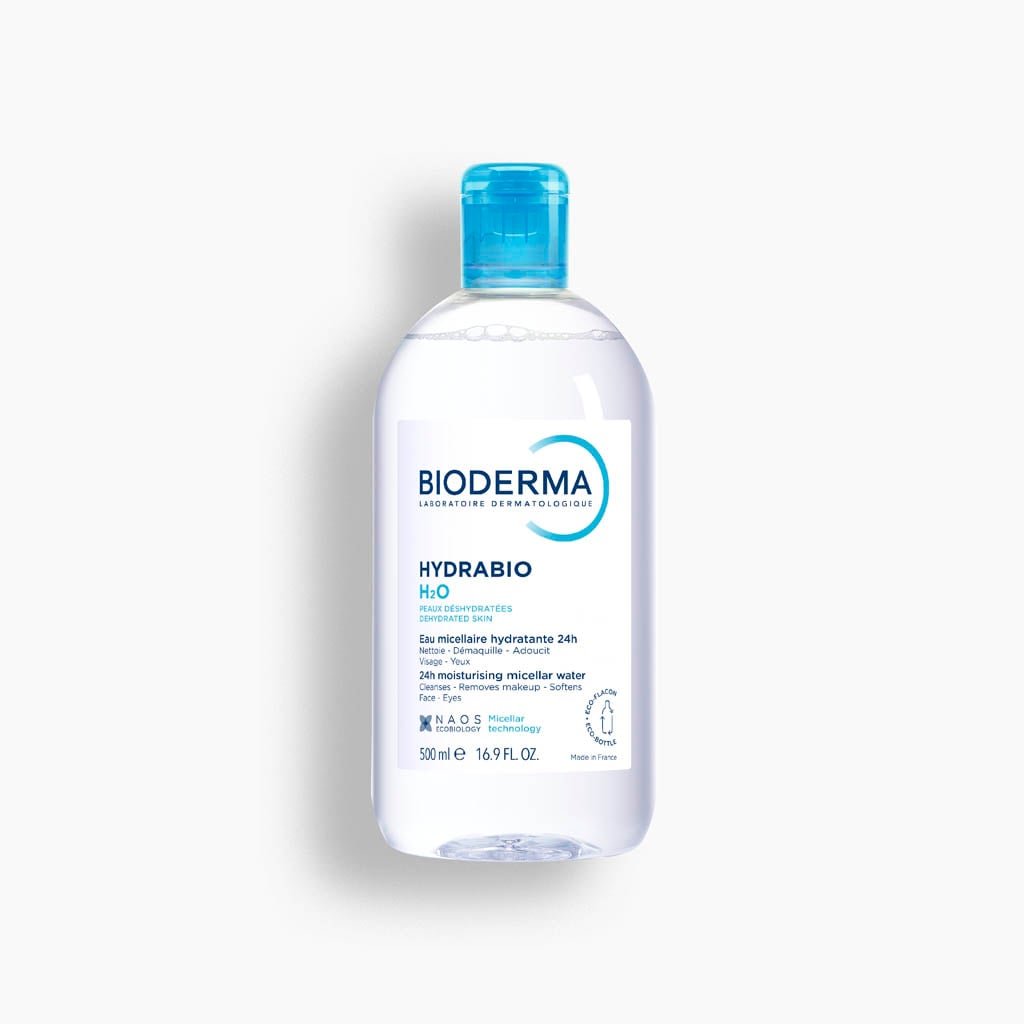 BIODERMA
LABORATOIRE DERMATOLOGIQUE
HYDRABIO
H₂O
PEAUX DÉSHYDRATÉES
DEHYDRATED SKIN
Eau micellaire hydratante 24h
Nettoie - Démaquille - Adoucit
Visage - Yeux
24h moisturising micellar water
Cleanses - Removes makeup - Softens
Face - Eyes
NAOS
ECOBIOLOGY
Micellar
technology
• ECO-FLACON
ECO-BOTTLE
500 ml ℮ 16.9 FL. OZ.
Made in France